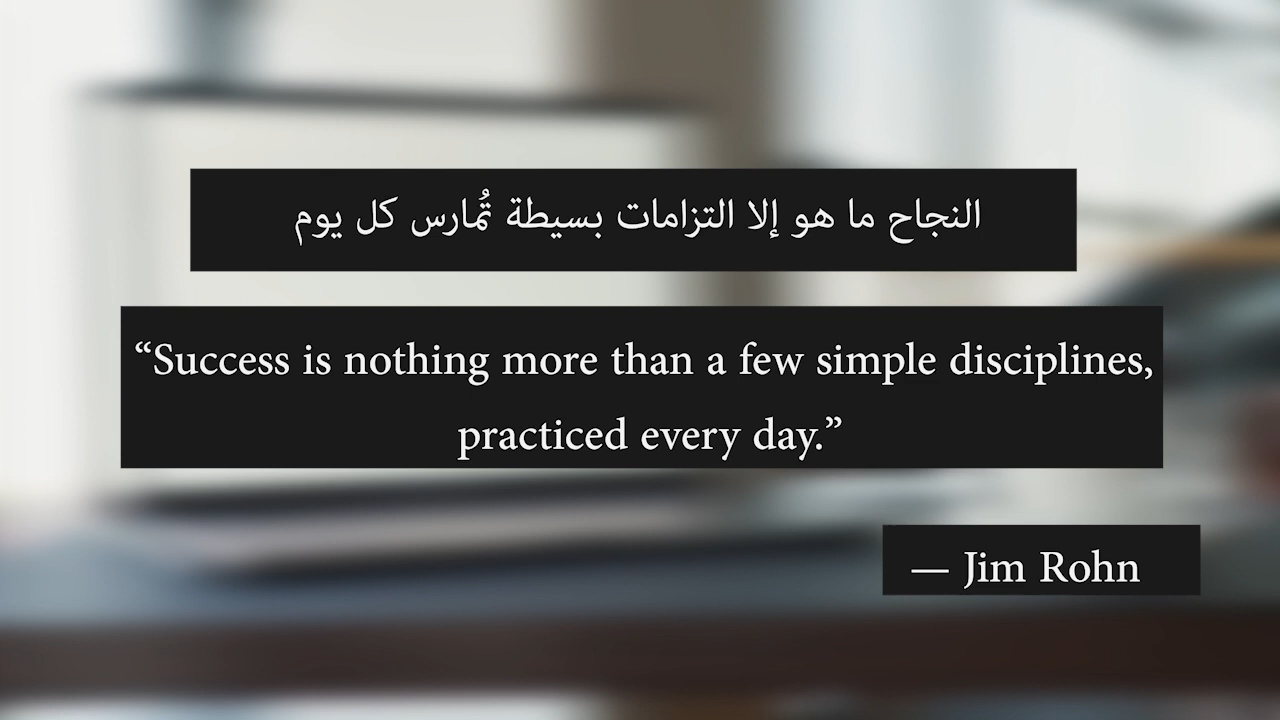 النجاح ما هو إلا التزامات بسيطة تُمارس كل يوم
“Success is nothing more than a few simple disciplines,
practiced every day.”
— Jim Rohn